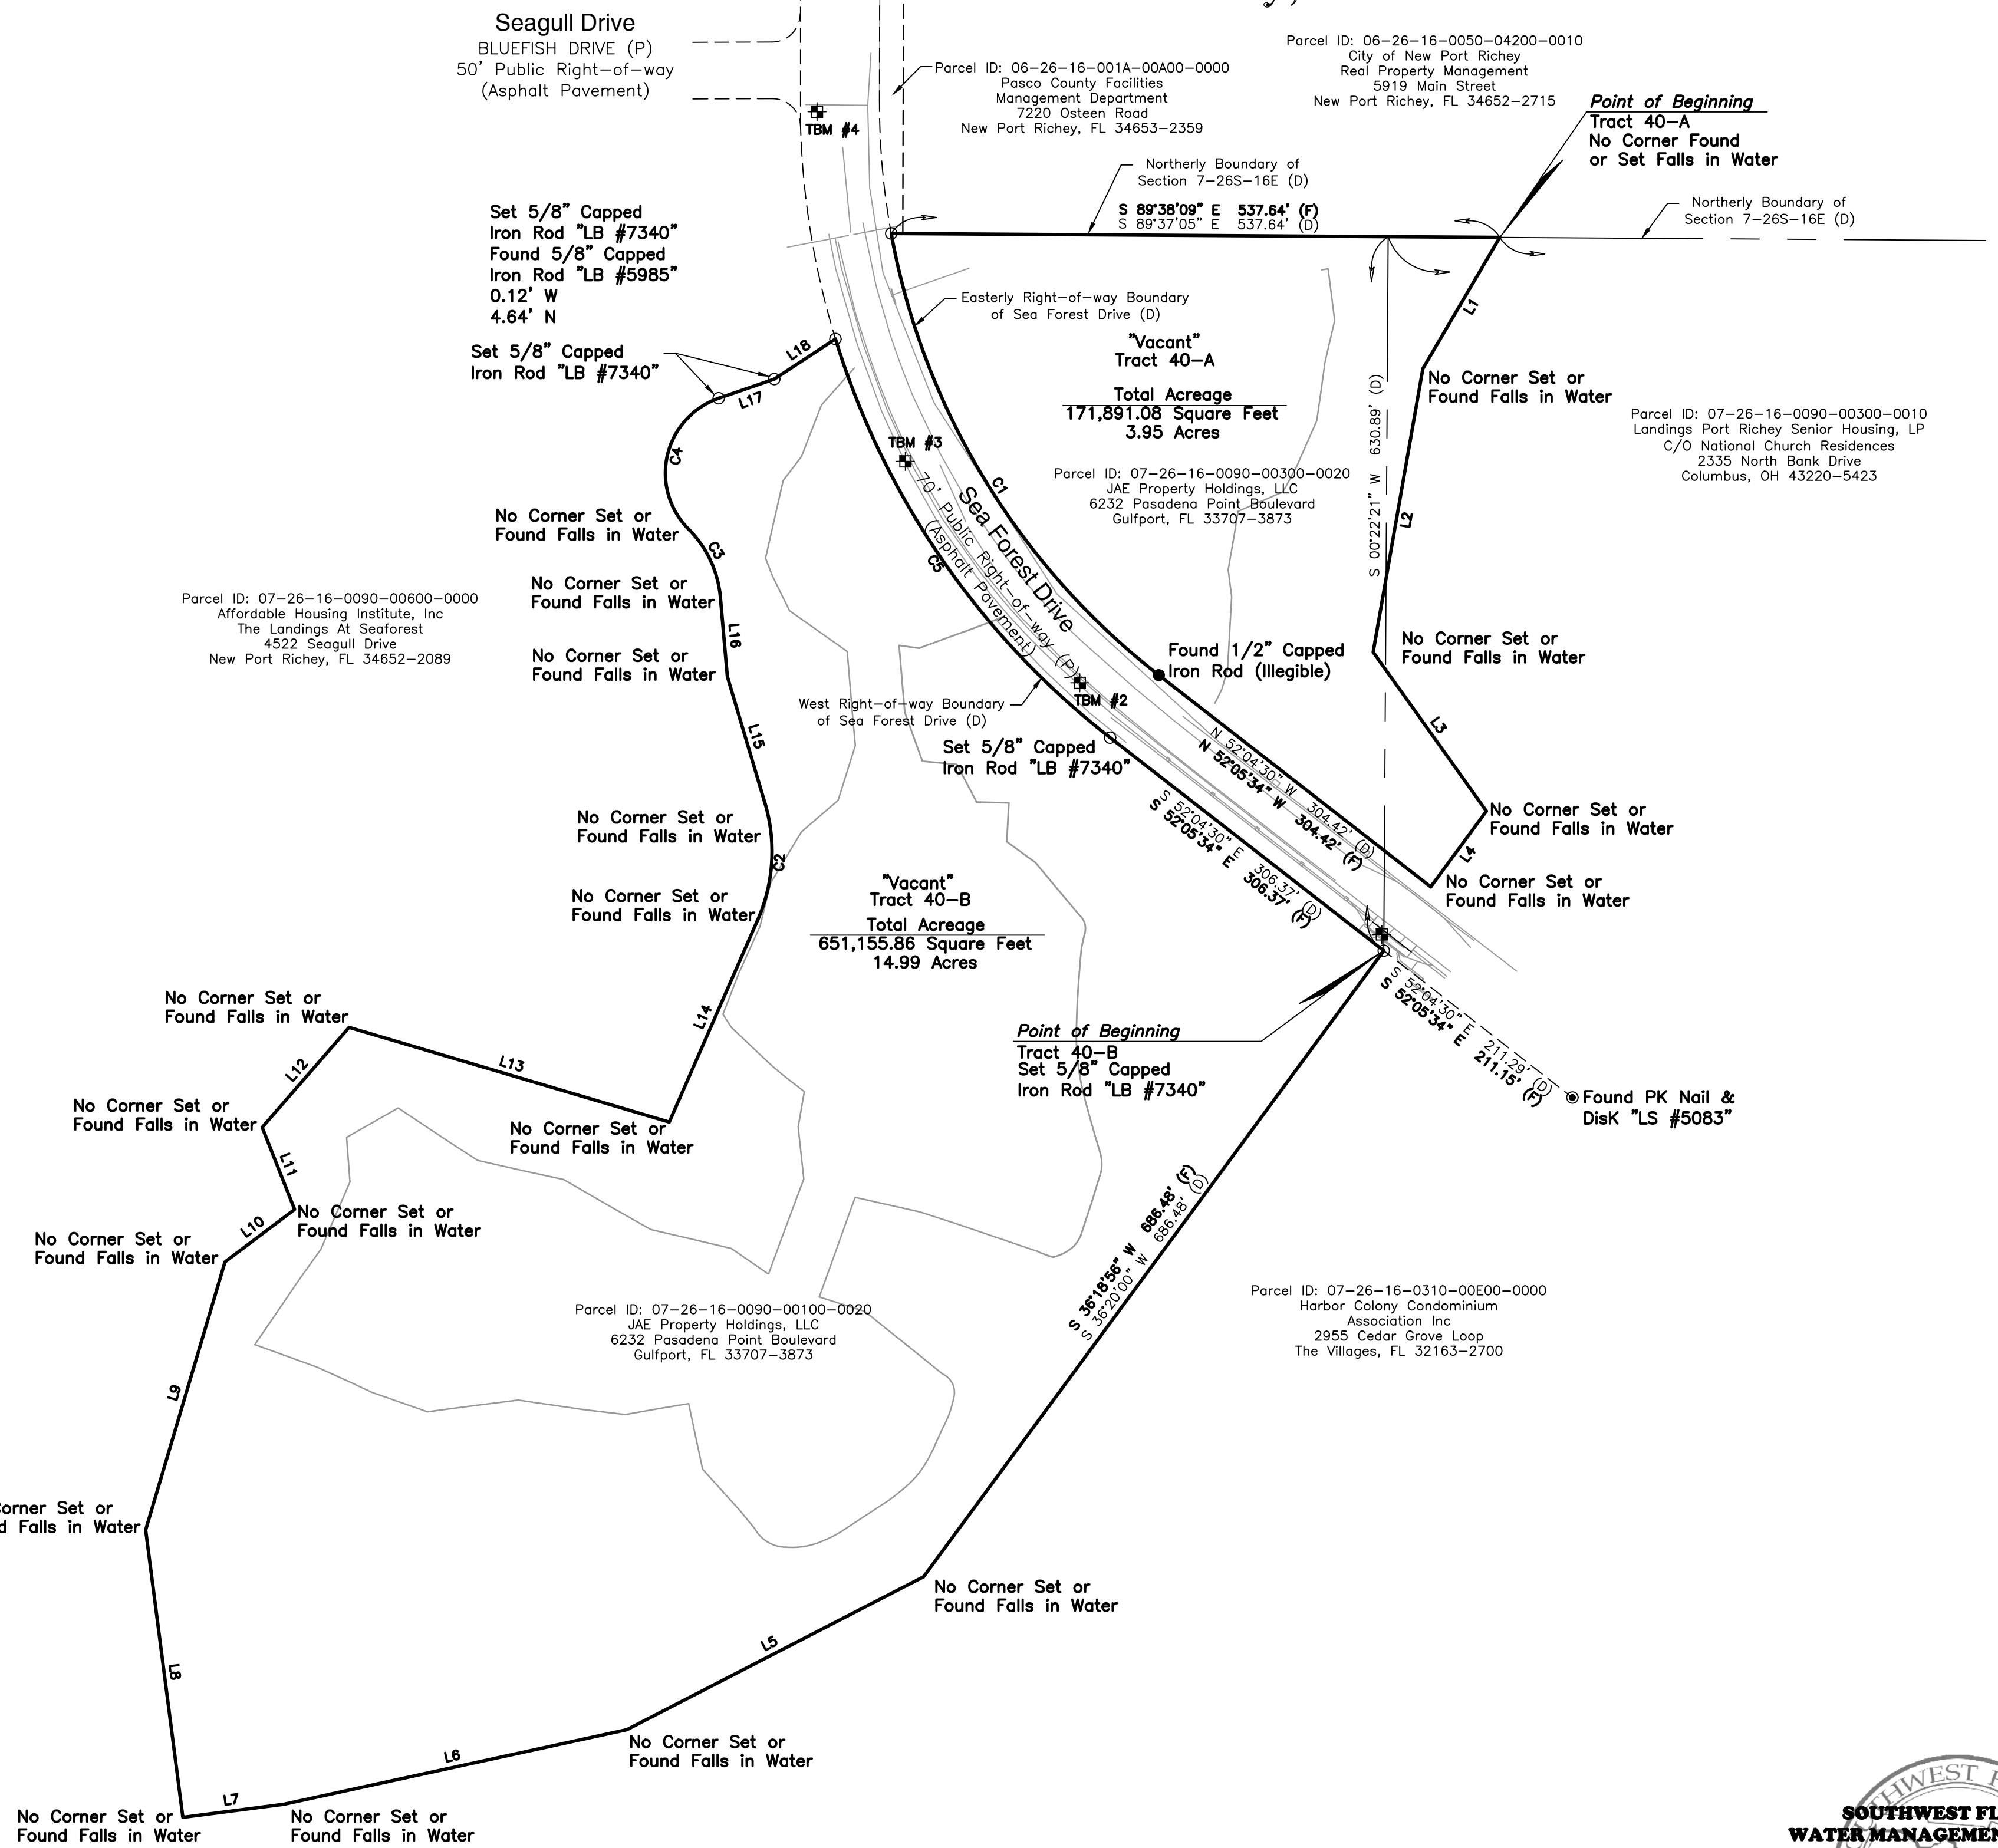 Seagull Drive
BLUEFISH DRIVE (P)
50' Public Right-of-way
(Asphalt Pavement)
TBM #4
Parcel ID: 06-26-16-001A-00A00-0000
Pasco County Facilities
Management Department
7220 Osteen Road
New Port Richey, FL 34653-2359
Parcel ID: 06-26-16-0050-04200-0010
City of New Port Richey
Real Property Management
5919 Main Street
New Port Richey, FL 34652-2715
Point of Beginning
Tract 40-A
No Corner Found
or Set Falls in Water
Northerly Boundary of
Section 7-26S-16E (D)
S 89°38'09" E 537.64' (F)
S 89°37'05" E 537.64' (D)
Northerly Boundary of
Section 7-26S-16E (D)
Set 5/8" Capped
Iron Rod "LB #7340"
Found 5/8" Capped
Iron Rod "LB #5985"
0.12' W
4.64' N
Set 5/8" Capped
Iron Rod "LB #7340"
L18
L17
C4
Easterly Right-of-way Boundary
of Sea Forest Drive (D)
"Vacant"
Tract 40-A
Total Acreage
171,891.08 Square Feet
3.95 Acres
L1
No Corner Set or
Found Falls in Water
S 00°22'21" W 630.89' (D)
L2
Parcel ID: 07-26-16-0090-00300-0010
Landings Port Richey Senior Housing, LP
C/O National Church Residences
2335 North Bank Drive
Columbus, OH 43220-5423
TBM #3
C1
Parcel ID: 07-26-16-0090-00300-0020
JAE Property Holdings, LLC
6232 Pasadena Point Boulevard
Gulfport, FL 33707-3873
Sea Forest Drive
70' Public Right-of-way (P)
(Asphalt Pavement)
C5
No Corner Set or
Found Falls in Water
C3
No Corner Set or
Found Falls in Water
L16
Parcel ID: 07-26-16-0090-00600-0000
Affordable Housing Institute, Inc
The Landings At Seaforest
4522 Seagull Drive
New Port Richey, FL 34652-2089
No Corner Set or
Found Falls in Water
Found 1/2" Capped
Iron Rod (Illegible)
No Corner Set or
Found Falls in Water
West Right-of-way Boundary
of Sea Forest Drive (D)
TBM #2
L15
L3
Set 5/8" Capped
Iron Rod "LB #7340"
N 52°04'30" W 304.42' (D)
N 52°05'34" W 304.42' (F)
S 52°04'30" E 306.37' (D)
S 52°05'34" E 306.37' (F)
No Corner Set or
Found Falls in Water
L4
No Corner Set or
Found Falls in Water
No Corner Set or
Found Falls in Water
C2
No Corner Set or
Found Falls in Water
"Vacant"
Tract 40-B
Total Acreage
651,155.86 Square Feet
14.99 Acres
L14
Point of Beginning
Tract 40-B
Set 5/8" Capped
Iron Rod "LB #7340"
S 52°04'30" E 211.29' (D)
S 52°05'34" E 211.15' (F)
Found PK Nail &
DisK "LS #5083"
No Corner Set or
Found Falls in Water
L12
L13
No Corner Set or
Found Falls in Water
No Corner Set or
Found Falls in Water
L11
L10
No Corner Set or
Found Falls in Water
No Corner Set or
Found Falls in Water
S 36°18'56" W 686.48' (F)
S 36°20'00" W 686.48' (D)
Parcel ID: 07-26-16-0310-00E00-0000
Harbor Colony Condominium
Association Inc
2955 Cedar Grove Loop
The Villages, FL 32163-2700
Parcel ID: 07-26-16-0090-00100-0020
JAE Property Holdings, LLC
6232 Pasadena Point Boulevard
Gulfport, FL 33707-3873
L9
orner Set or
d Falls in Water
L8
L5
No Corner Set or
Found Falls in Water
L6
No Corner Set or
Found Falls in Water
L7
No Corner Set or
Found Falls in Water
No Corner Set or
Found Falls in Water
HWEST
SOUTHWEST FL
WATER MANAGEMEN